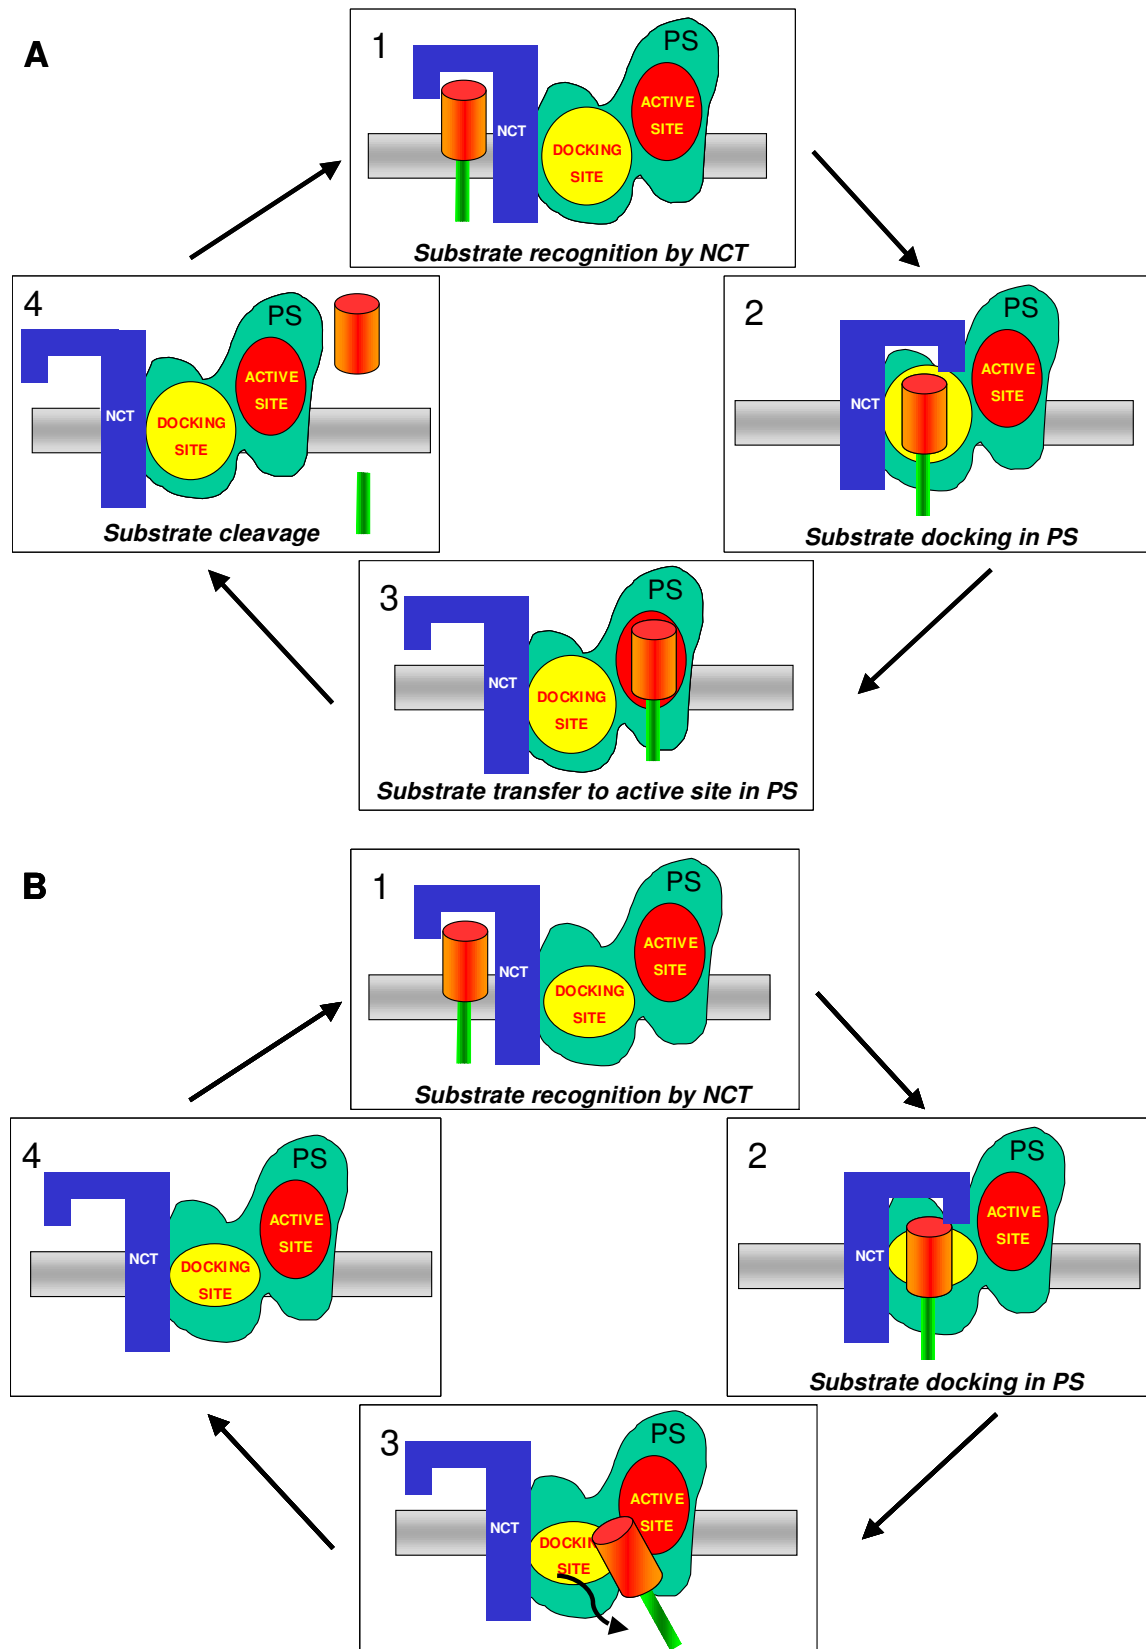 A
1
PS
ACTIVE
SITE
NCT
DOCKING
SITE
Substrate recognition by NCT
4
PS
ACTIVE
SITE
NCT
DOCKING
SITE
Substrate cleavage
2
PS
ACTIVE
SITE
NCT
Substrate docking in PS
3
PS
NCT
DOCKING
SITE
Substrate transfer to active site in PS
B
1
PS
ACTIVE
SITE
NCT
DOCKING
SITE
Substrate recognition by NCT
4
PS
ACTIVE
SITE
NCT
DOCKING
SITE
2
PS
ACTIVE
SITE
NCT
Substrate docking in PS
3
PS
ACTIVE
SITE
NCT
DOCKIN
SITE